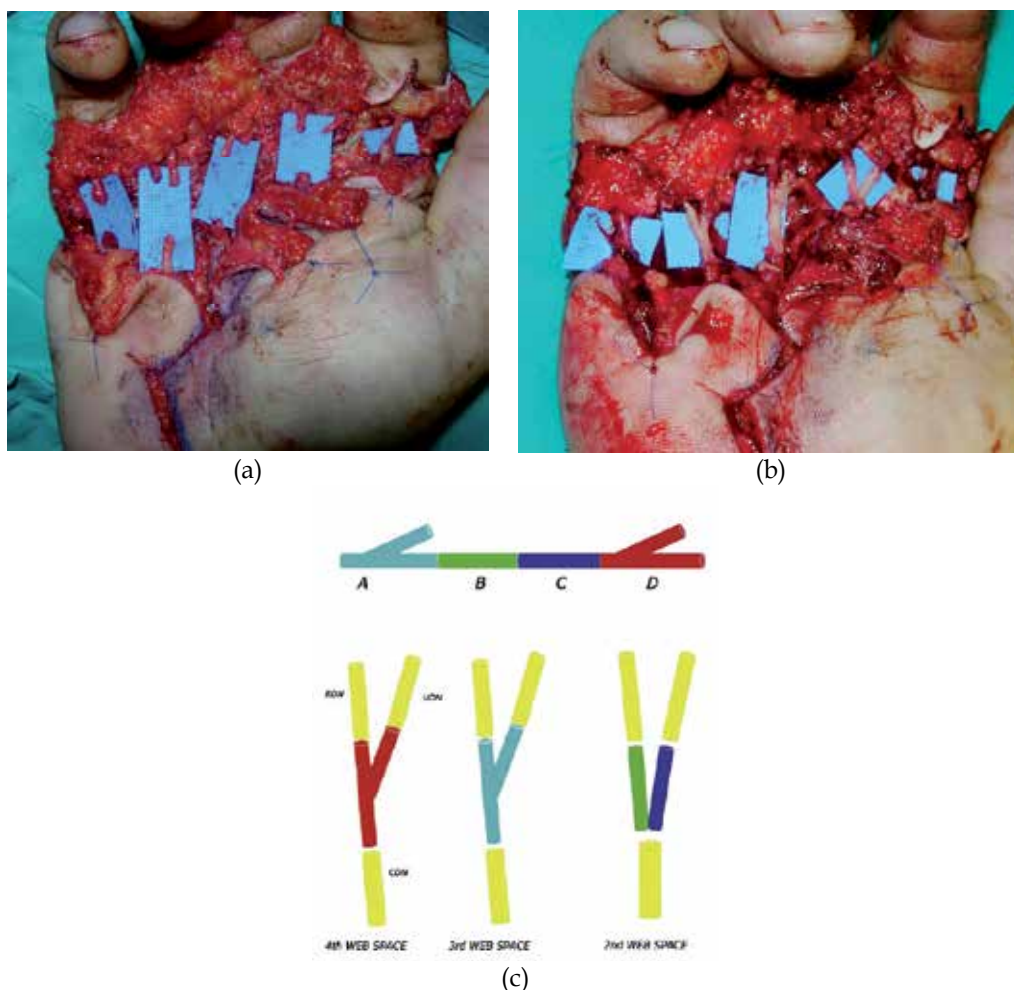 (a)
(b)
A B C D
RDN
UDN
CDN
4th WEB SPACE 3rd WEB SPACE 2nd WEB SPACE
(c)